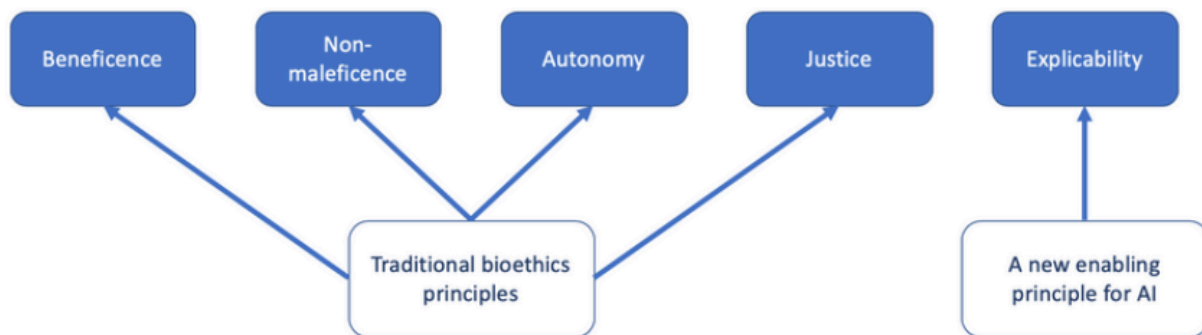 Beneficence
Non-
maleficence
Autonomy
Justice
Explicability
Traditional bioethics
principles
A new enabling
principle for AI